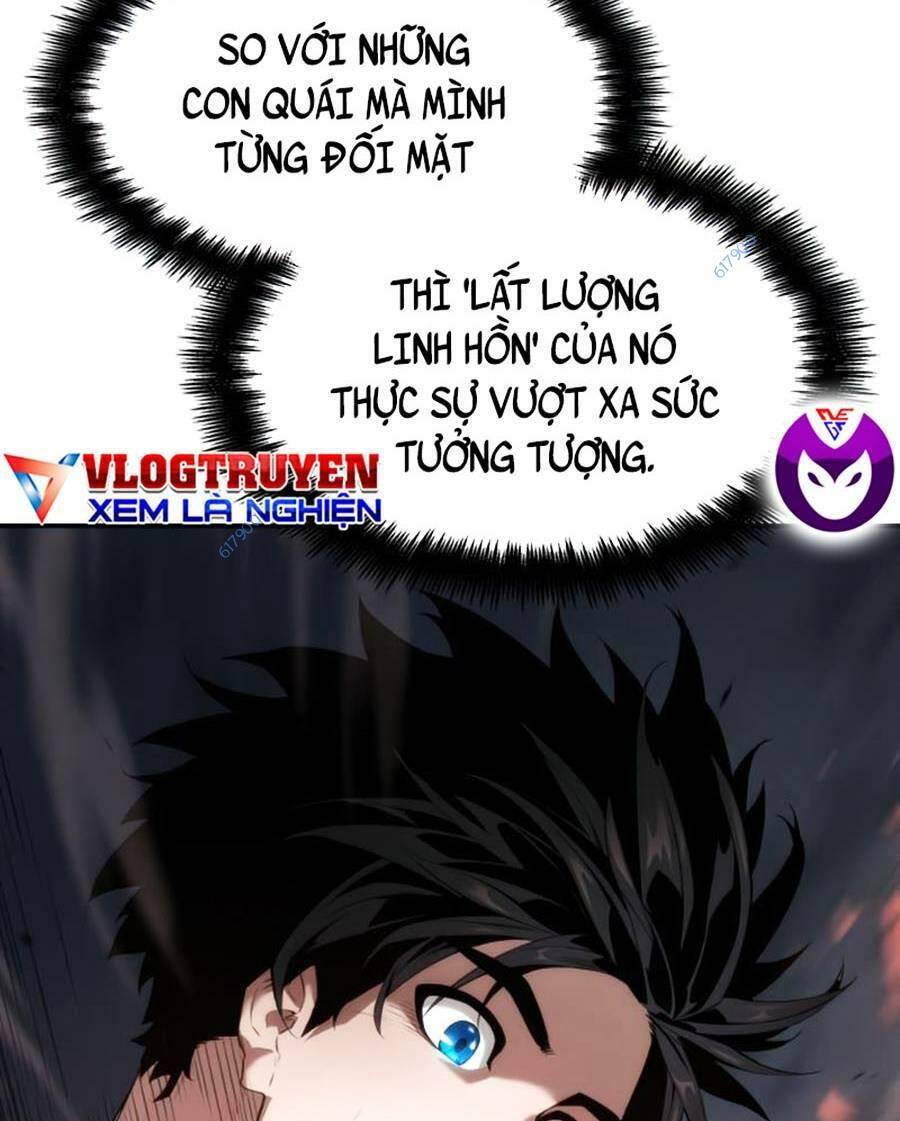 SO VỚI NHỮNG
CON QUÁI MÀ MÌNH
TỪNG ĐỐI MẶT
THÌ 'LẤT LƯỢNG
LINH HỒN' CỦA NÓ
THỰC SỰ VƯỢT XA SỨC
TƯỞNG TƯỢNG.
VLOGTRUYEN
XEM LÀ NGHIỆN